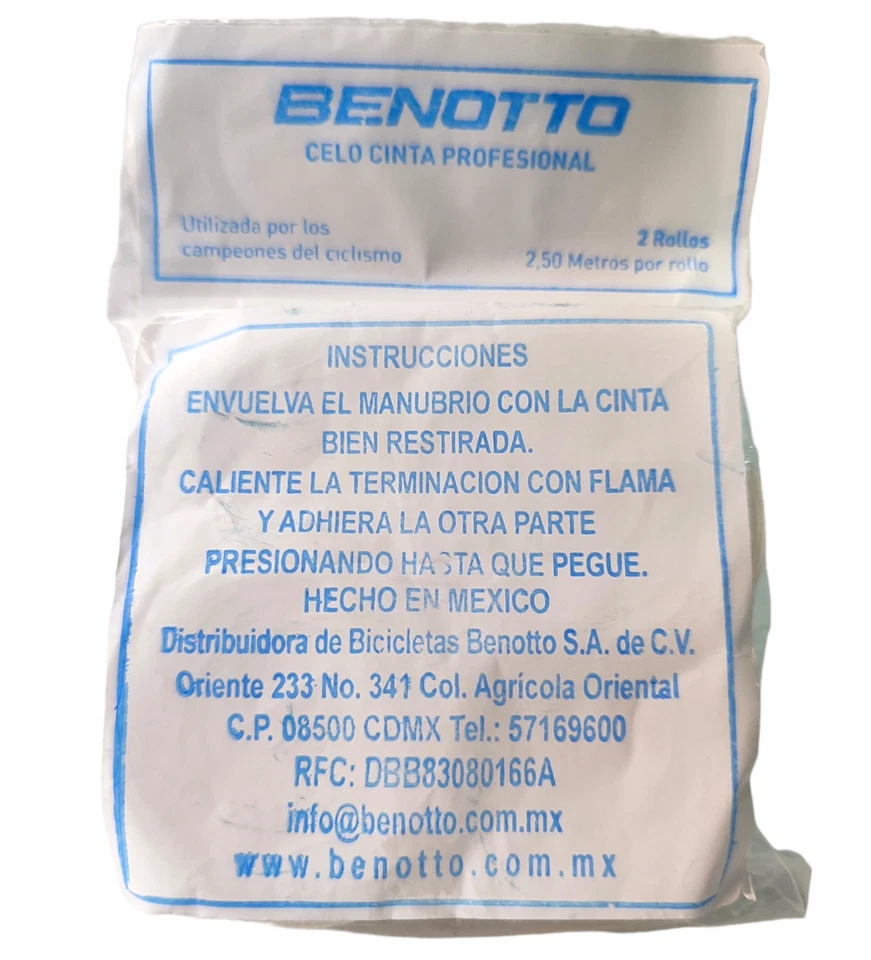 BENOTTO
CELO CINTA PROFESIONAL
Utilizada por los
campeones del ciclismo
2 Rollos
2,50 Metros por rollo
INSTRUCCIONES
ENVUELVA EL MANUBRIO CON LA CINTA
BIEN RESTIRADA.
CALIENTE LA TERMINACION CON FLAMA
Y ADHIERA LA OTRA PARTE
PRESIONANDO HASTA QUE PEGUE.
HECHO EN MEXICO
Distribuidora de Bicicletas Benotto S.A. de C.V.
Oriente 233 No. 341 Col. Agrícola Oriental
C.P. 08500 CDMX Tel.: 57169600
RFC: DBB83080166A
info@benotto.com.mx
www.benotto.com.mx